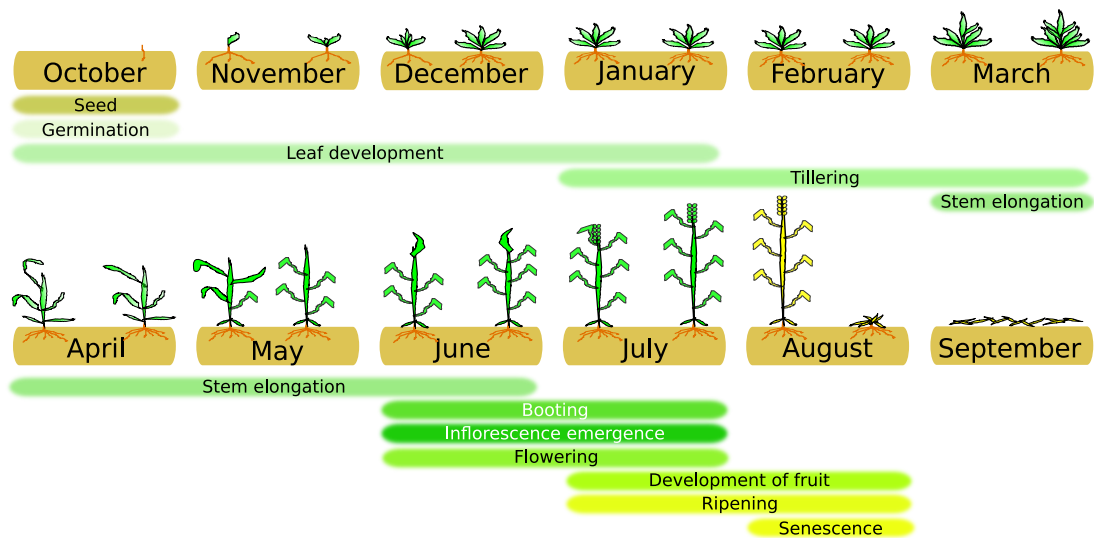 October
November
December
January
February
March
Seed
Germination
Leaf development
Tillering
Stem elongation
April
May
June
July
August
September
Stem elongation
Booting
Inflorescence emergence
Flowering
Development of fruit
Ripening
Senescence